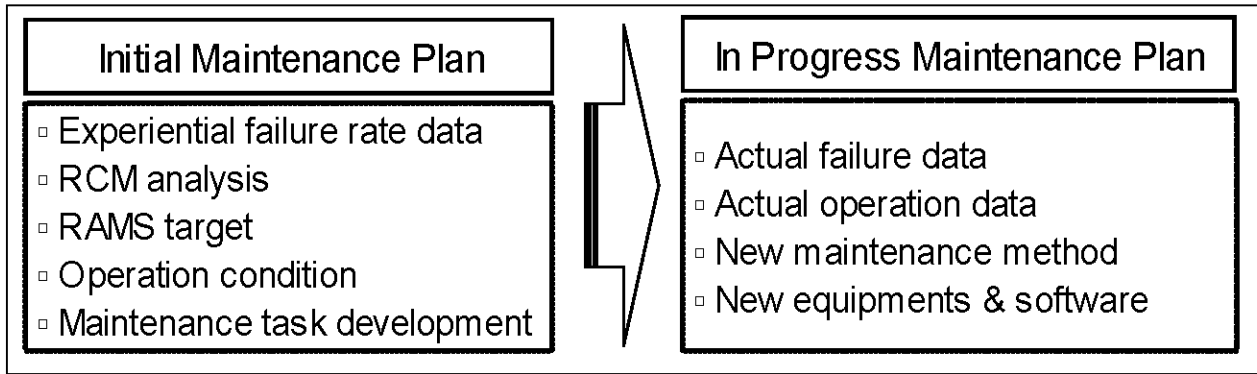 Initial Maintenance Plan
▫ Experiential failure rate data
▫ RCM analysis
▫ RAMS target
▫ Operation condition
▫ Maintenance task development
In Progress Maintenance Plan
▫ Actual failure data
▫ Actual operation data
▫ New maintenance method
▫ New equipments & software